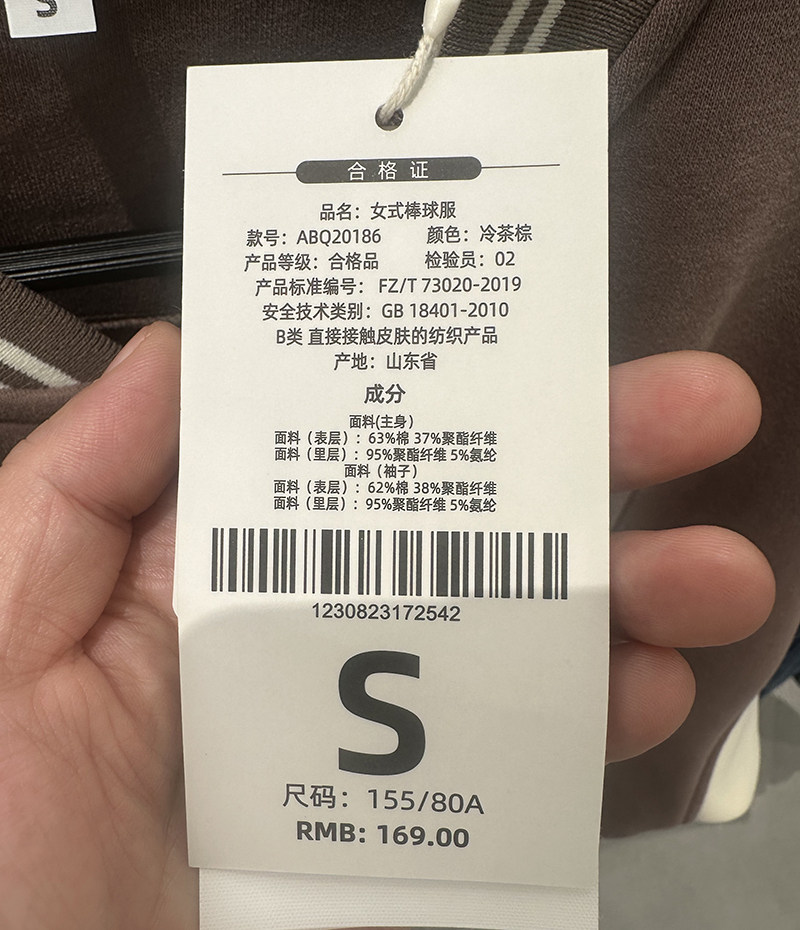 S
合格证
品名：女式棒球服
款号：ABQ20186 颜色：冷茶棕
产品等级：合格品 检验员：02
产品标准编号： FZ/T 73020-2019
安全技术类别：GB 18401-2010
B类 直接接触皮肤的纺织产品
产地：山东省
成分
面料(主身)
面料（表层）：63%棉 37%聚酯纤维
面料（里层）：95%聚酯纤维 5%氨纶
面料（袖子）
面料（表层）：62%棉 38%聚酯纤维
面料（里层）：95%聚酯纤维 5%氨纶
1230823172542
S
尺码：155/80A
RMB: 169.00